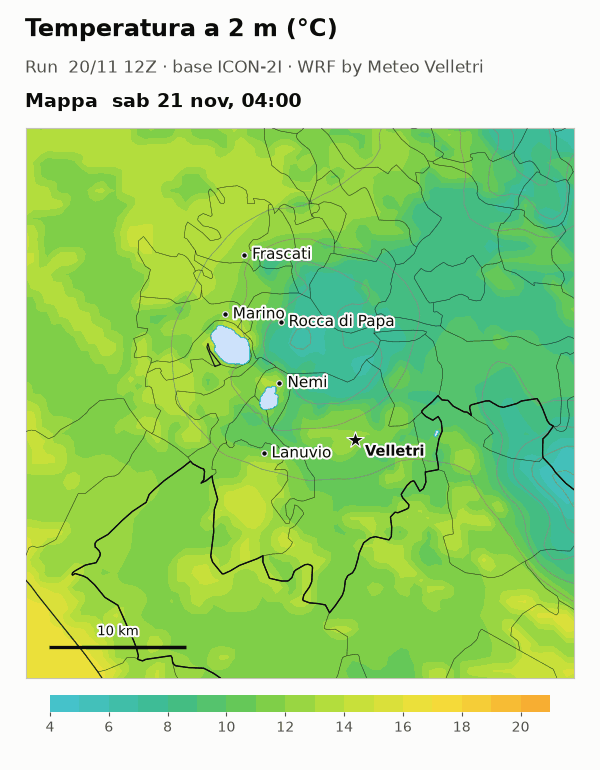 Temperatura a 2 m (°C)
Run  20/11 12Z · base ICON-2I · WRF by Meteo Velletri
Mappa  sab 21 nov, 04:00
Frascati
Marino
Rocca di Papa
Nemi
Velletri
Lanuvio
10 km
4 6 8 10 12 14 16 18 20